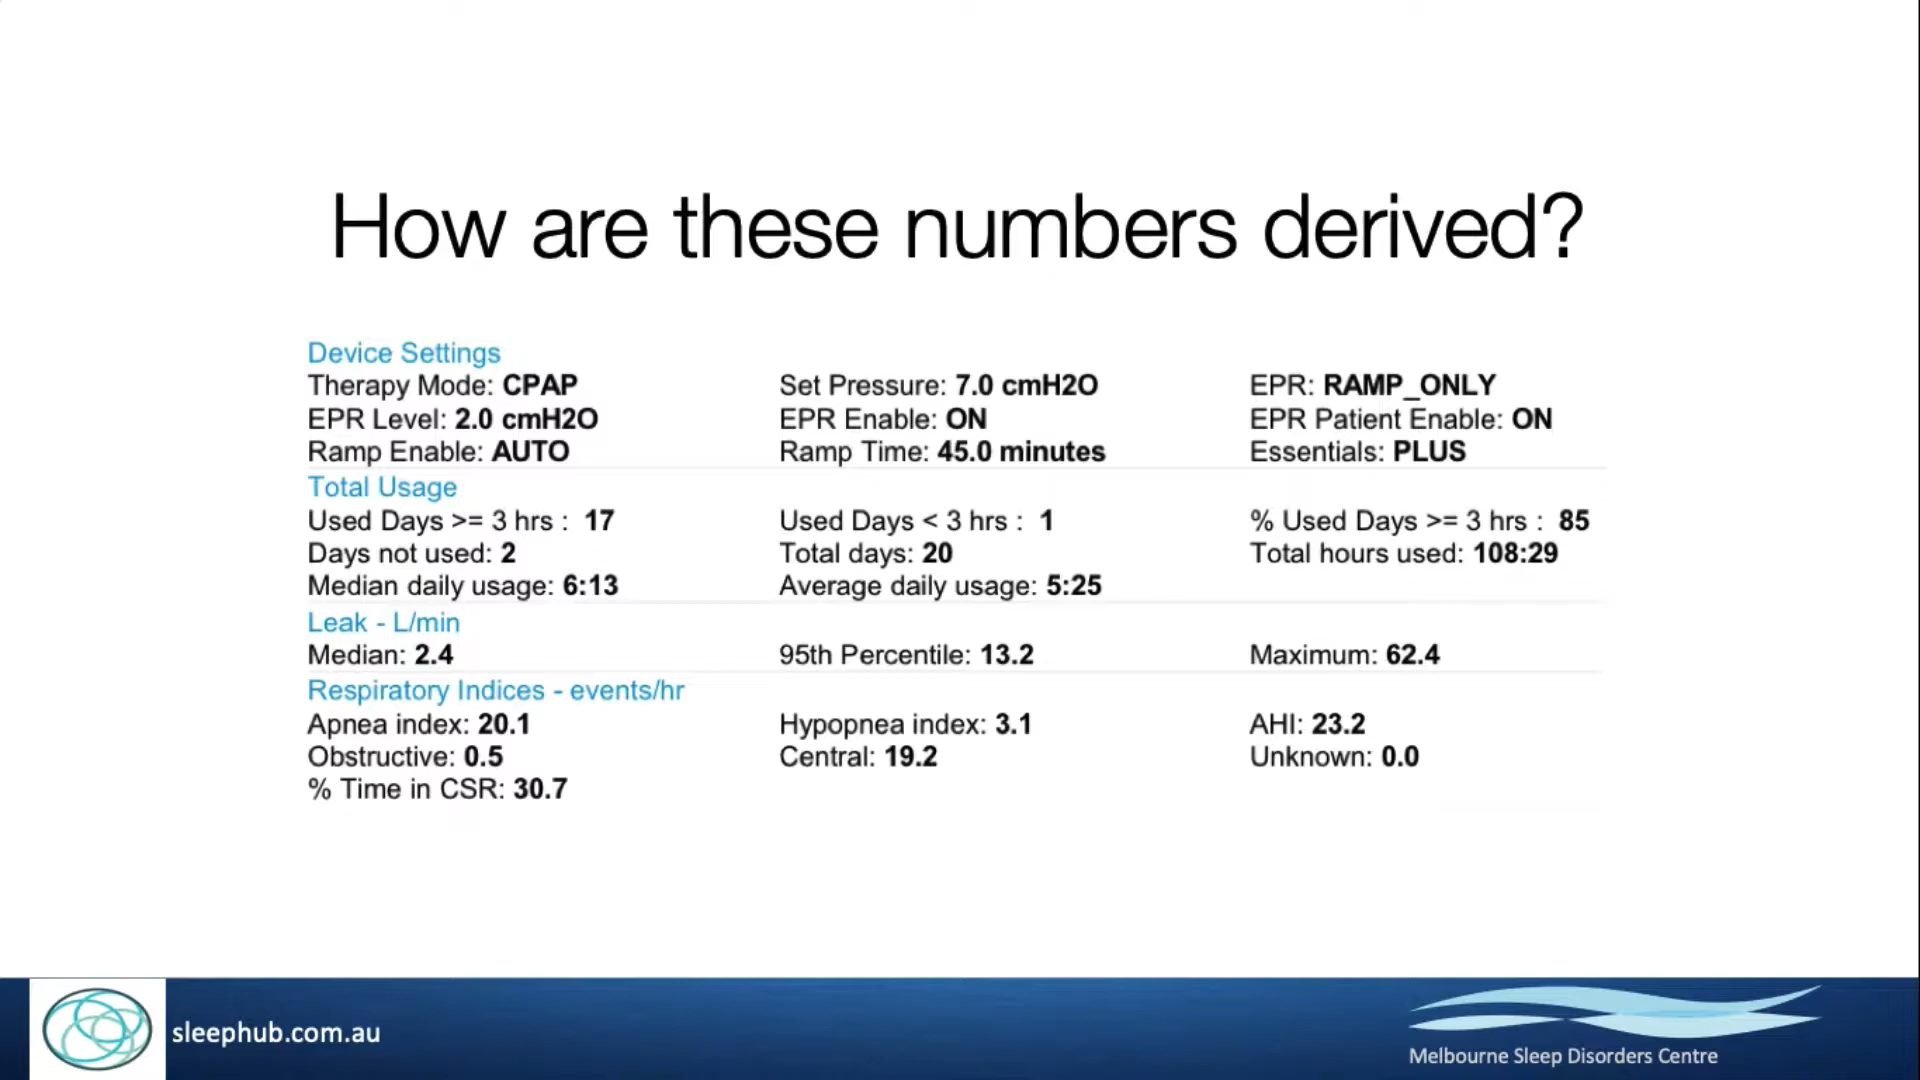 How are these numbers derived?
Device Settings
Therapy Mode: CPAP Set Pressure: 7.0 cmH2O EPR: RAMP_ONLY
EPR Level: 2.0 cmH2O EPR Enable: ON EPR Patient Enable: ON
Ramp Enable: AUTO Ramp Time: 45.0 minutes Essentials: PLUS
Total Usage
Used Days >= 3 hrs : 17 Used Days < 3 hrs : 1 % Used Days >= 3 hrs : 85
Days not used: 2 Total days: 20 Total hours used: 108:29
Median daily usage: 6:13 Average daily usage: 5:25
Leak - L/min
Median: 2.4 95th Percentile: 13.2 Maximum: 62.4
Respiratory Indices - events/hr
Apnea index: 20.1 Hypopnea index: 3.1 AHI: 23.2
Obstructive: 0.5 Central: 19.2 Unknown: 0.0
% Time in CSR: 30.7
sleephub.com.au
Melbourne Sleep Disorders Centre